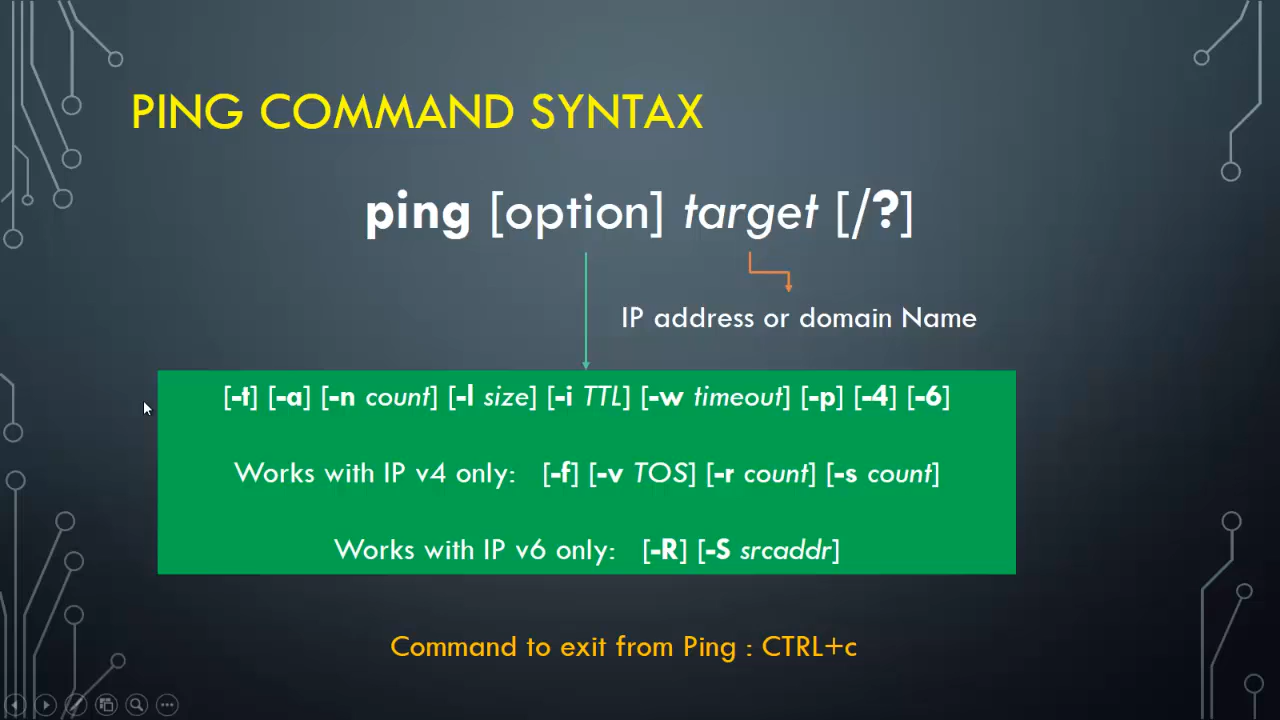 PING COMMAND SYNTAX
ping [option] target [/?]
IP address or domain Name
[-t] [-a] [-n count] [-l size] [-i TTL] [-w timeout] [-p] [-4] [-6]
Works with IP v4 only: [-f] [-v TOS] [-r count] [-s count]
Works with IP v6 only: [-R] [-S srcaddr]
Command to exit from Ping : CTRL+c